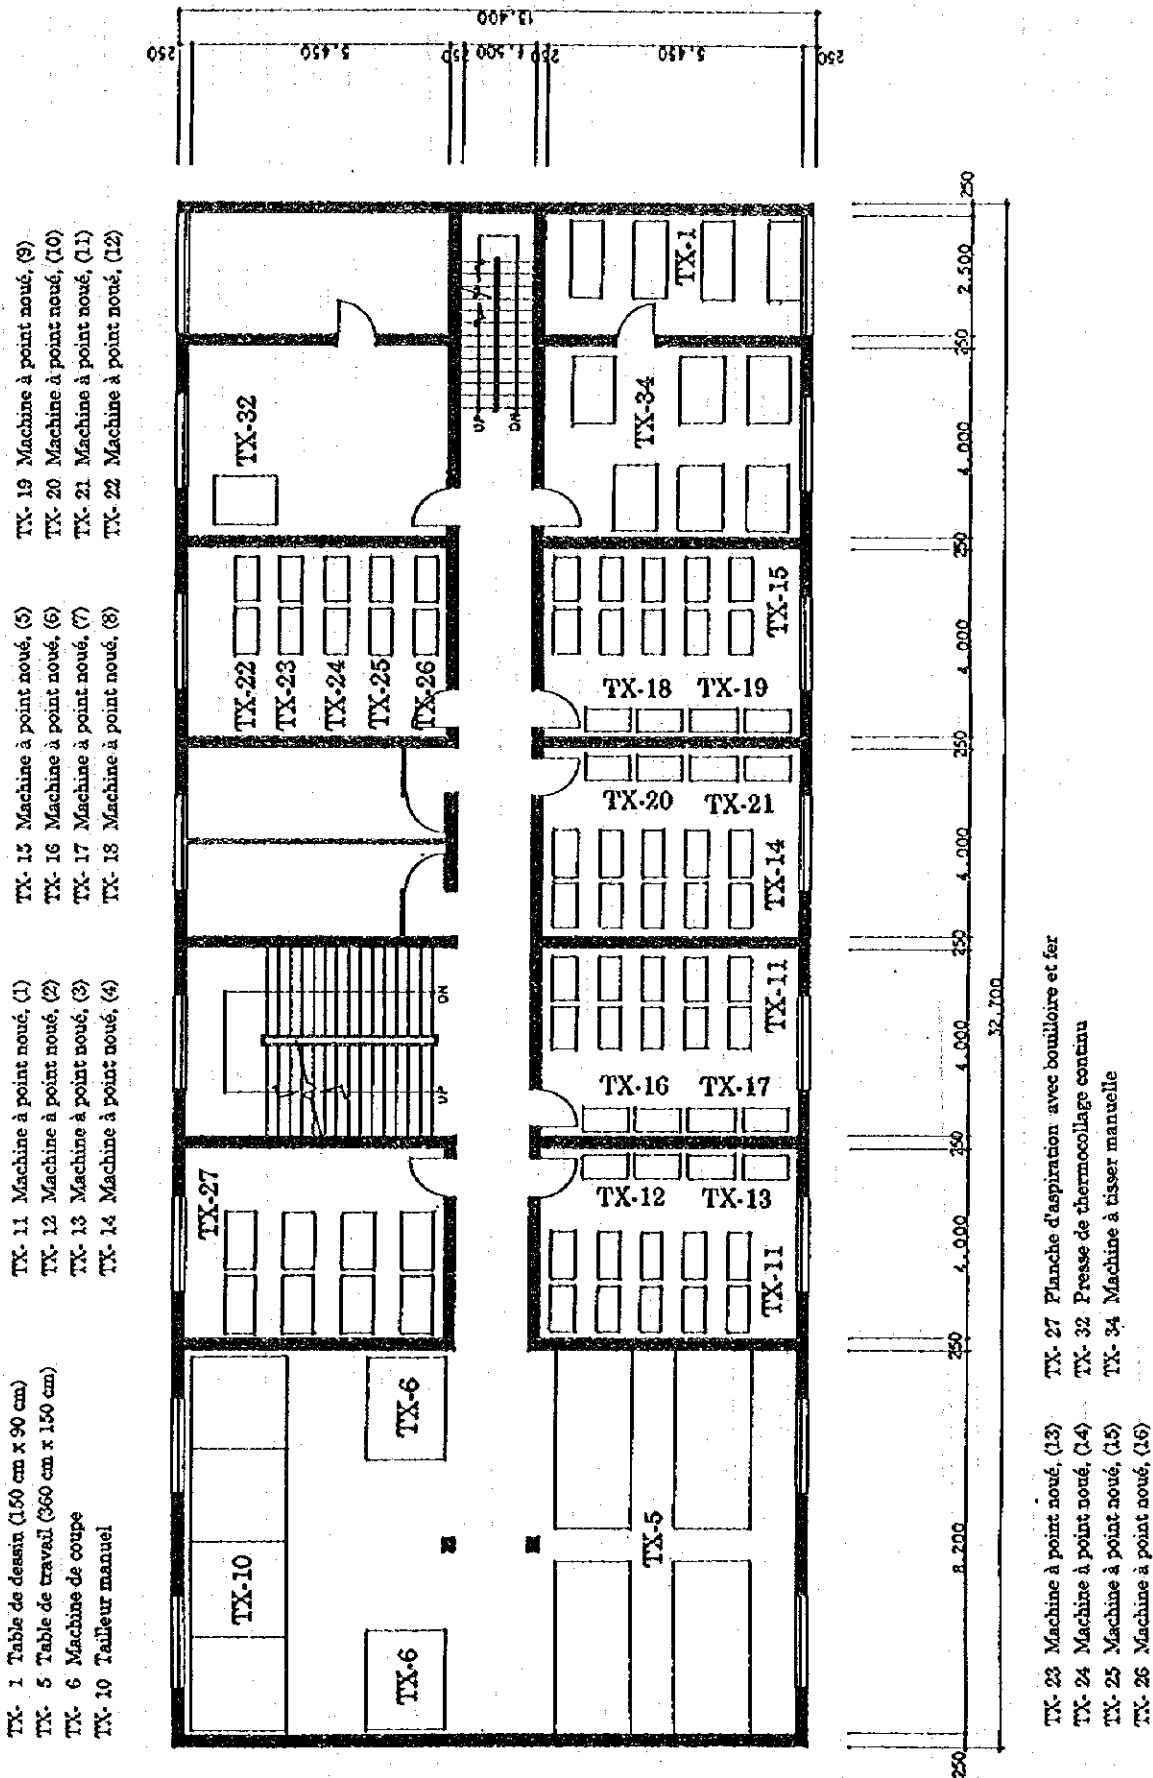 TX- 1 Table de dessin (150 cm x 90 cm)
TX- 5 Table de travail (360 cm x 150 cm)
TX- 6 Machine de coupe
TX- 10 Tailleur manuel
TX- 11 Machine à point noué, (1)
TX- 12 Machine à point noué, (2)
TX- 13 Machine à point noué, (3)
TX- 14 Machine à point noué, (4)
TX- 15 Machine à point noué, (5)
TX- 16 Machine à point noué, (6)
TX- 17 Machine à point noué, (7)
TX- 18 Machine à point noué, (8)
TX- 19 Machine à point noué, (9)
TX- 20 Machine à point noué, (10)
TX- 21 Machine à point noué, (11)
TX- 22 Machine à point noué, (12)
13.400
250 5.450 250 1.500 250 5.450 250
TX-10
TX-6
TX-6
TX-5
TX-27
TX-12 TX-13
TX-11
UP
DN
TX-16 TX-17
TX-11
TX-20 TX-21
TX-14
TX-22
TX-23
TX-24
TX-25
TX-26
TX-18 TX-19
TX-15
TX-32
TX-34
UP
DN
TX-1
250 8.200 250 4.000 250 4.000 250 4.000 250 4.000 250 4.000 250 2.500 250
32.700
TX- 23 Machine à point noué, (13)
TX- 24 Machine à point noué, (14)
TX- 25 Machine à point noué, (15)
TX- 26 Machine à point noué, (16)
TX- 27 Planche d'aspiration avec bouilloire et fer
TX- 32 Presse de thermocollage continu
TX- 34 Machine à tisser manuelle